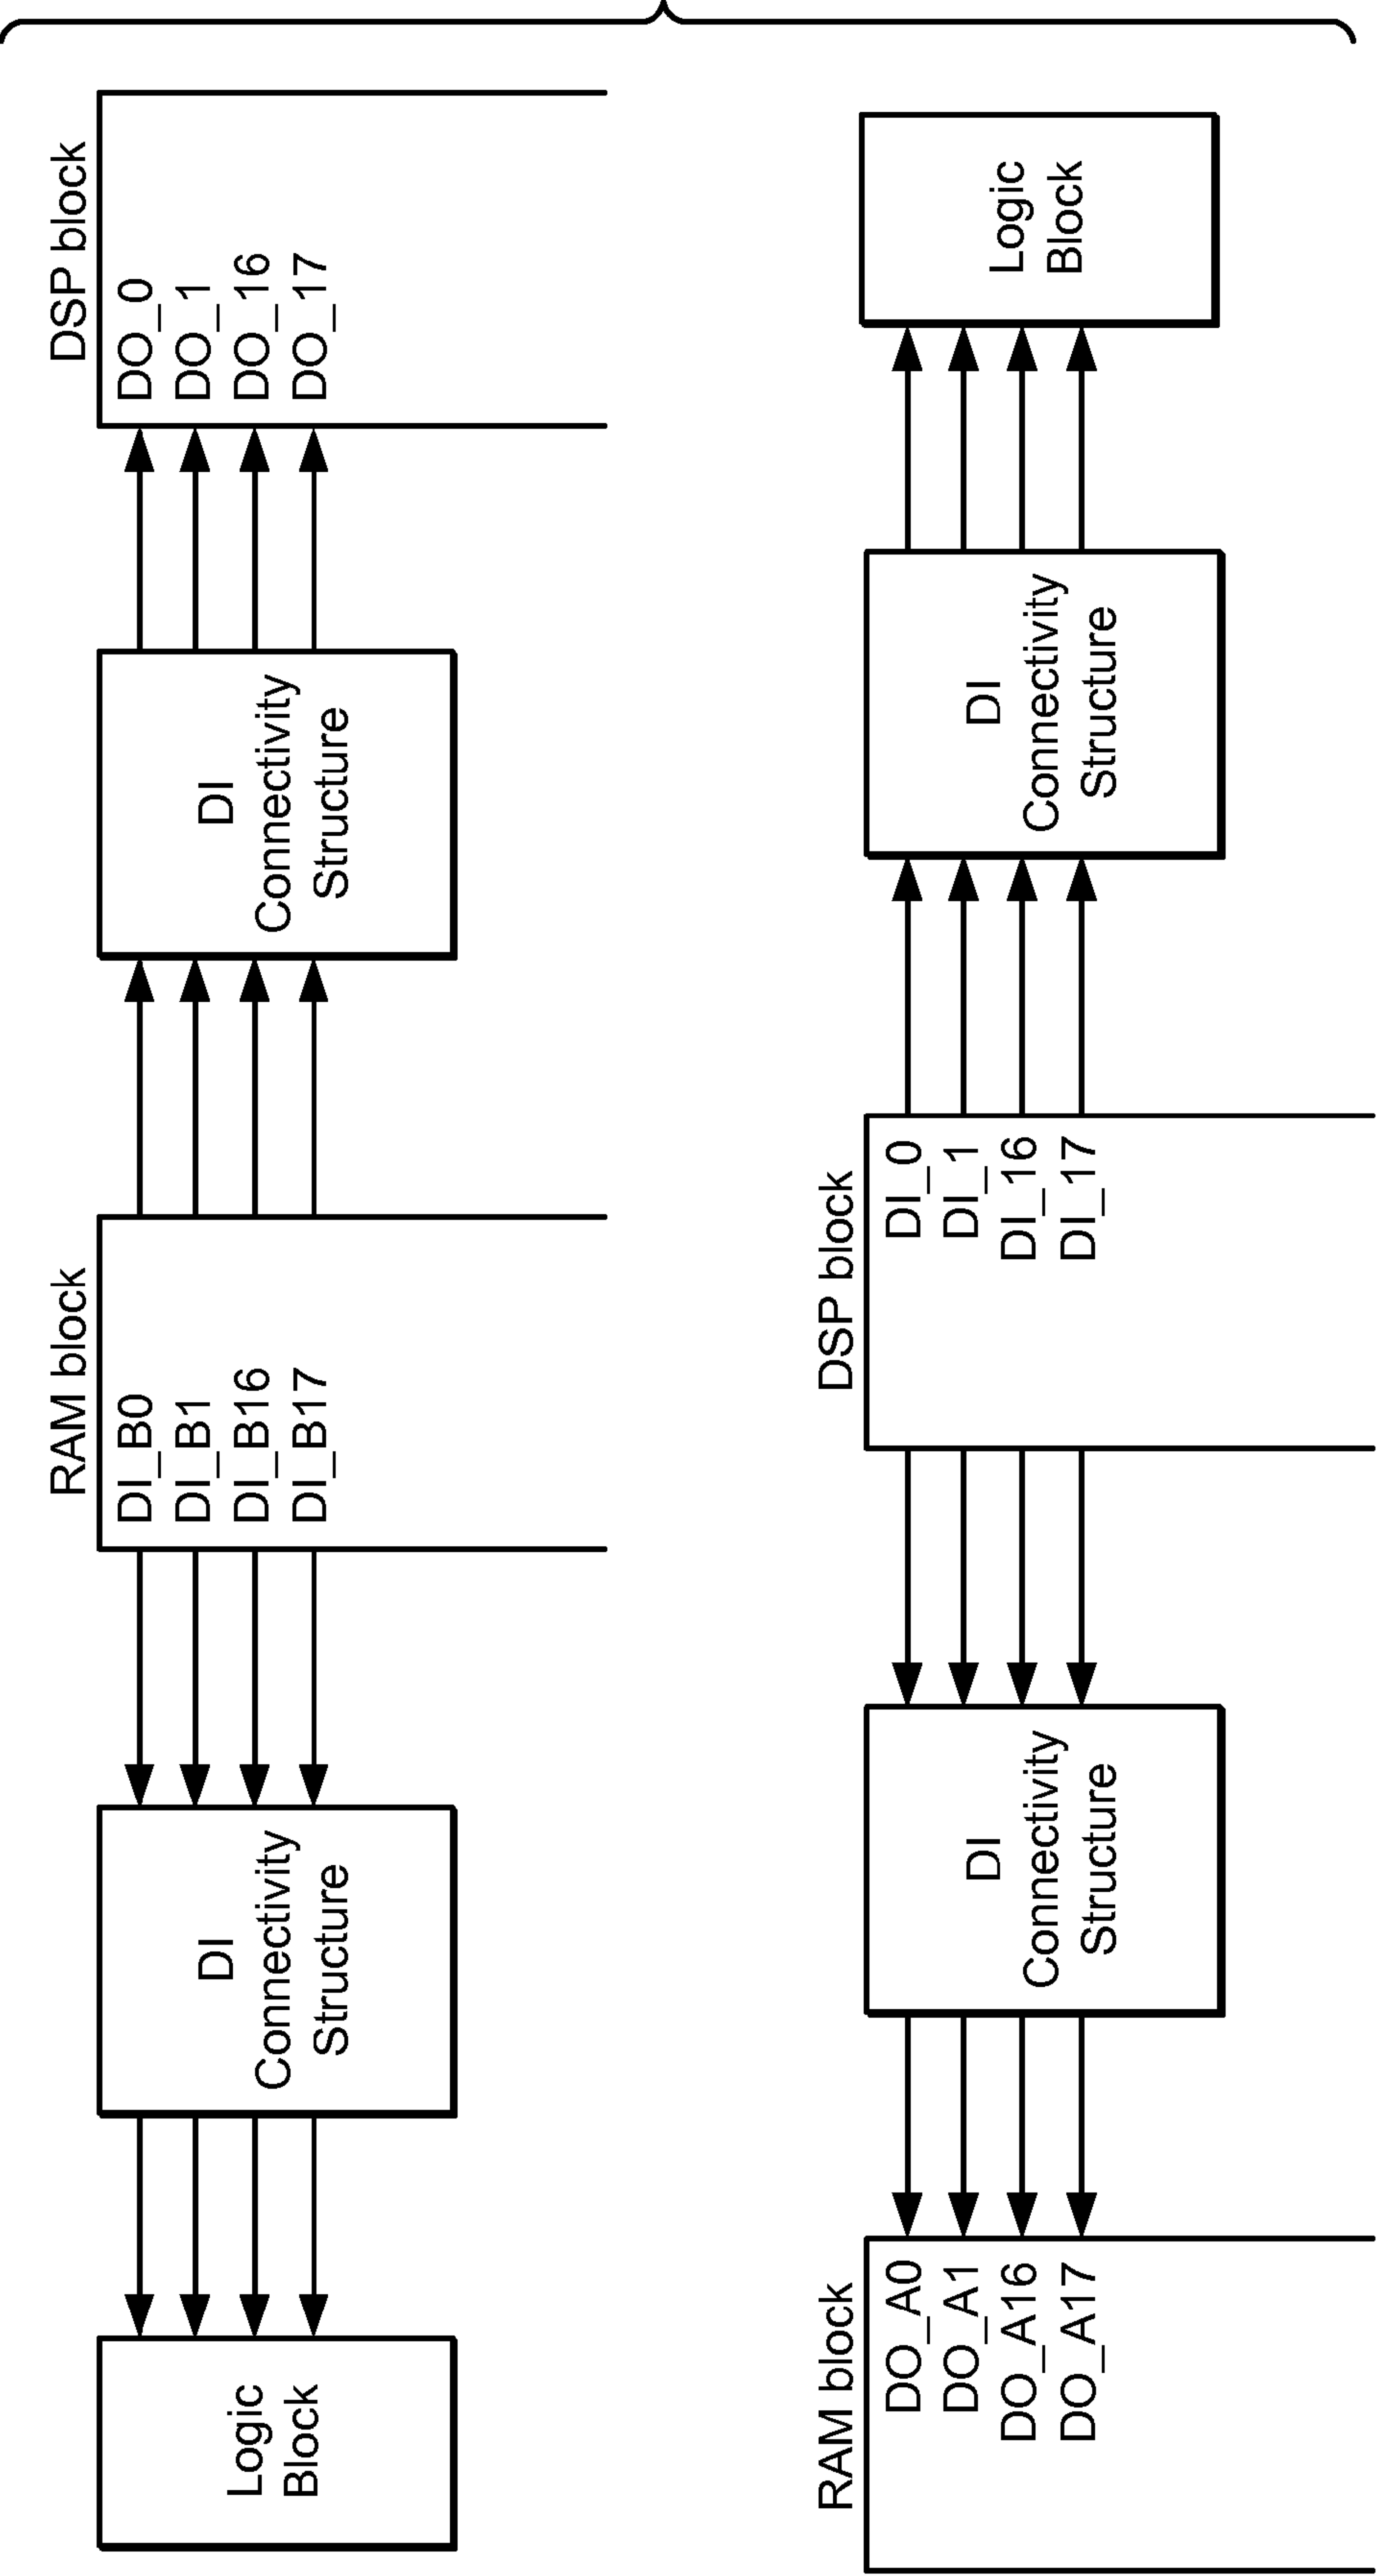 Logic
Block
DI
Connectivity
Structure
RAM block
DI_B0
DI_B1
DI_B16
DI_B17
DI
Connectivity
Structure
DSP block
DO_0
DO_1
DO_16
DO_17
RAM block
DO_A0
DO_A1
DO_A16
DO_A17
DI
Connectivity
Structure
DSP block
DI_0
DI_1
DI_16
DI_17
DI
Connectivity
Structure
Logic
Block